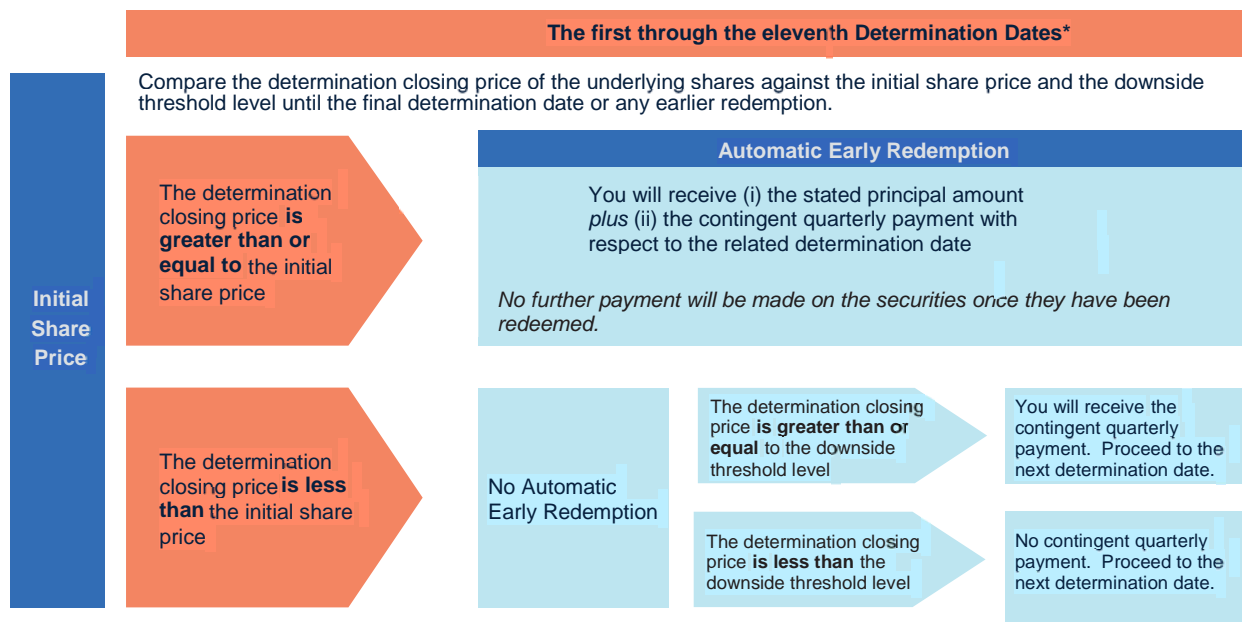 The first through the eleventh Determination Dates*
Compare the determination closing price of the underlying shares against the initial share price and the downside
threshold level until the final determination date or any earlier redemption.
Initial
Share
Price
The determination
closing price is
greater than or
equal to the initial
share price
Automatic Early Redemption
You will receive (i) the stated principal amount
plus (ii) the contingent quarterly payment with
respect to the related determination date
No further payment will be made on the securities once they have been
redeemed.
The determination
closing price is less
than the initial share
price
No Automatic
Early Redemption
The determination closing
price is greater than or
equal to the downside
threshold level
You will receive the
contingent quarterly
payment. Proceed to the
next determination date.
The determination closing
price is less than the
downside threshold level
No contingent quarterly
payment. Proceed to the
next determination date.